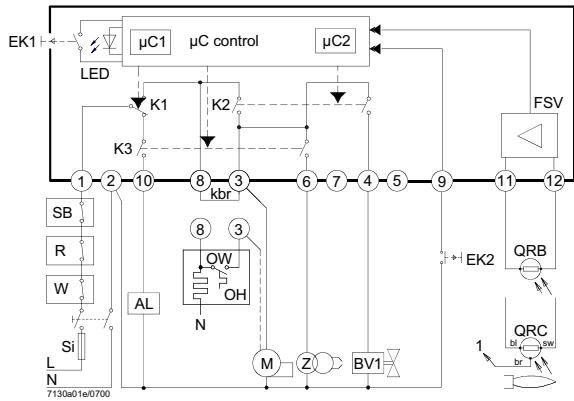 EK1
LED
µC1
µC control
µC2
K1
K2
K3
FSV
1
2
10
8
3
6
7
4
5
9
11
12
kbr
SB
R
W
Si
L
N
8
3
OW
OH
N
AL
M
Z
BV1
EK2
QRB
QRC
bl
sw
br
1
7130a01e/0700